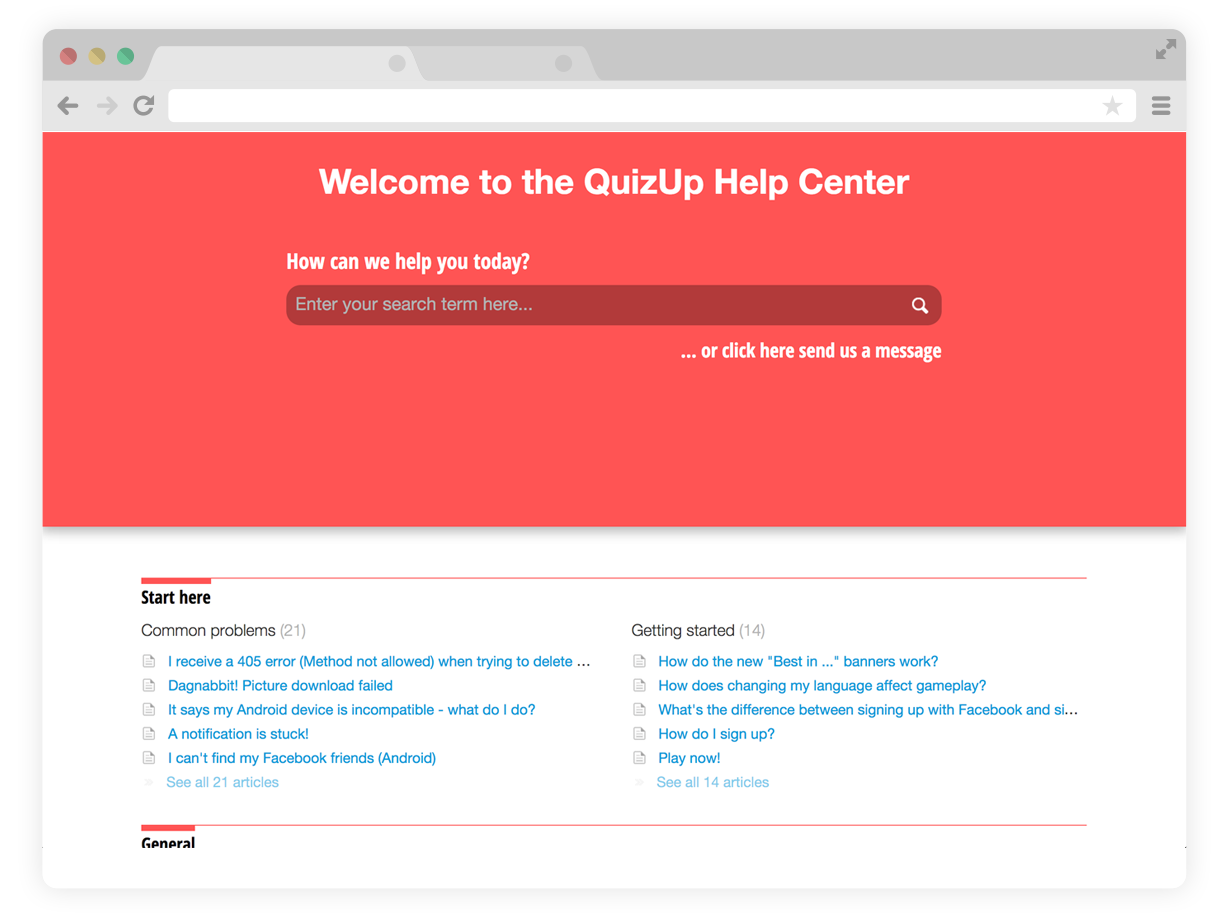 Welcome to the QuizUp Help Center
How can we help you today?
Enter your search term here...
... or click here send us a message
Start here
Common problems (21)
I receive a 405 error (Method not allowed) when trying to delete ...
Dagnabbit! Picture download failed
It says my Android device is incompatible - what do I do?
A notification is stuck!
I can't find my Facebook friends (Android)
See all 21 articles
Getting started (14)
How do the new "Best in ..." banners work?
How does changing my language affect gameplay?
What's the difference between signing up with Facebook and si...
How do I sign up?
Play now!
See all 14 articles
General